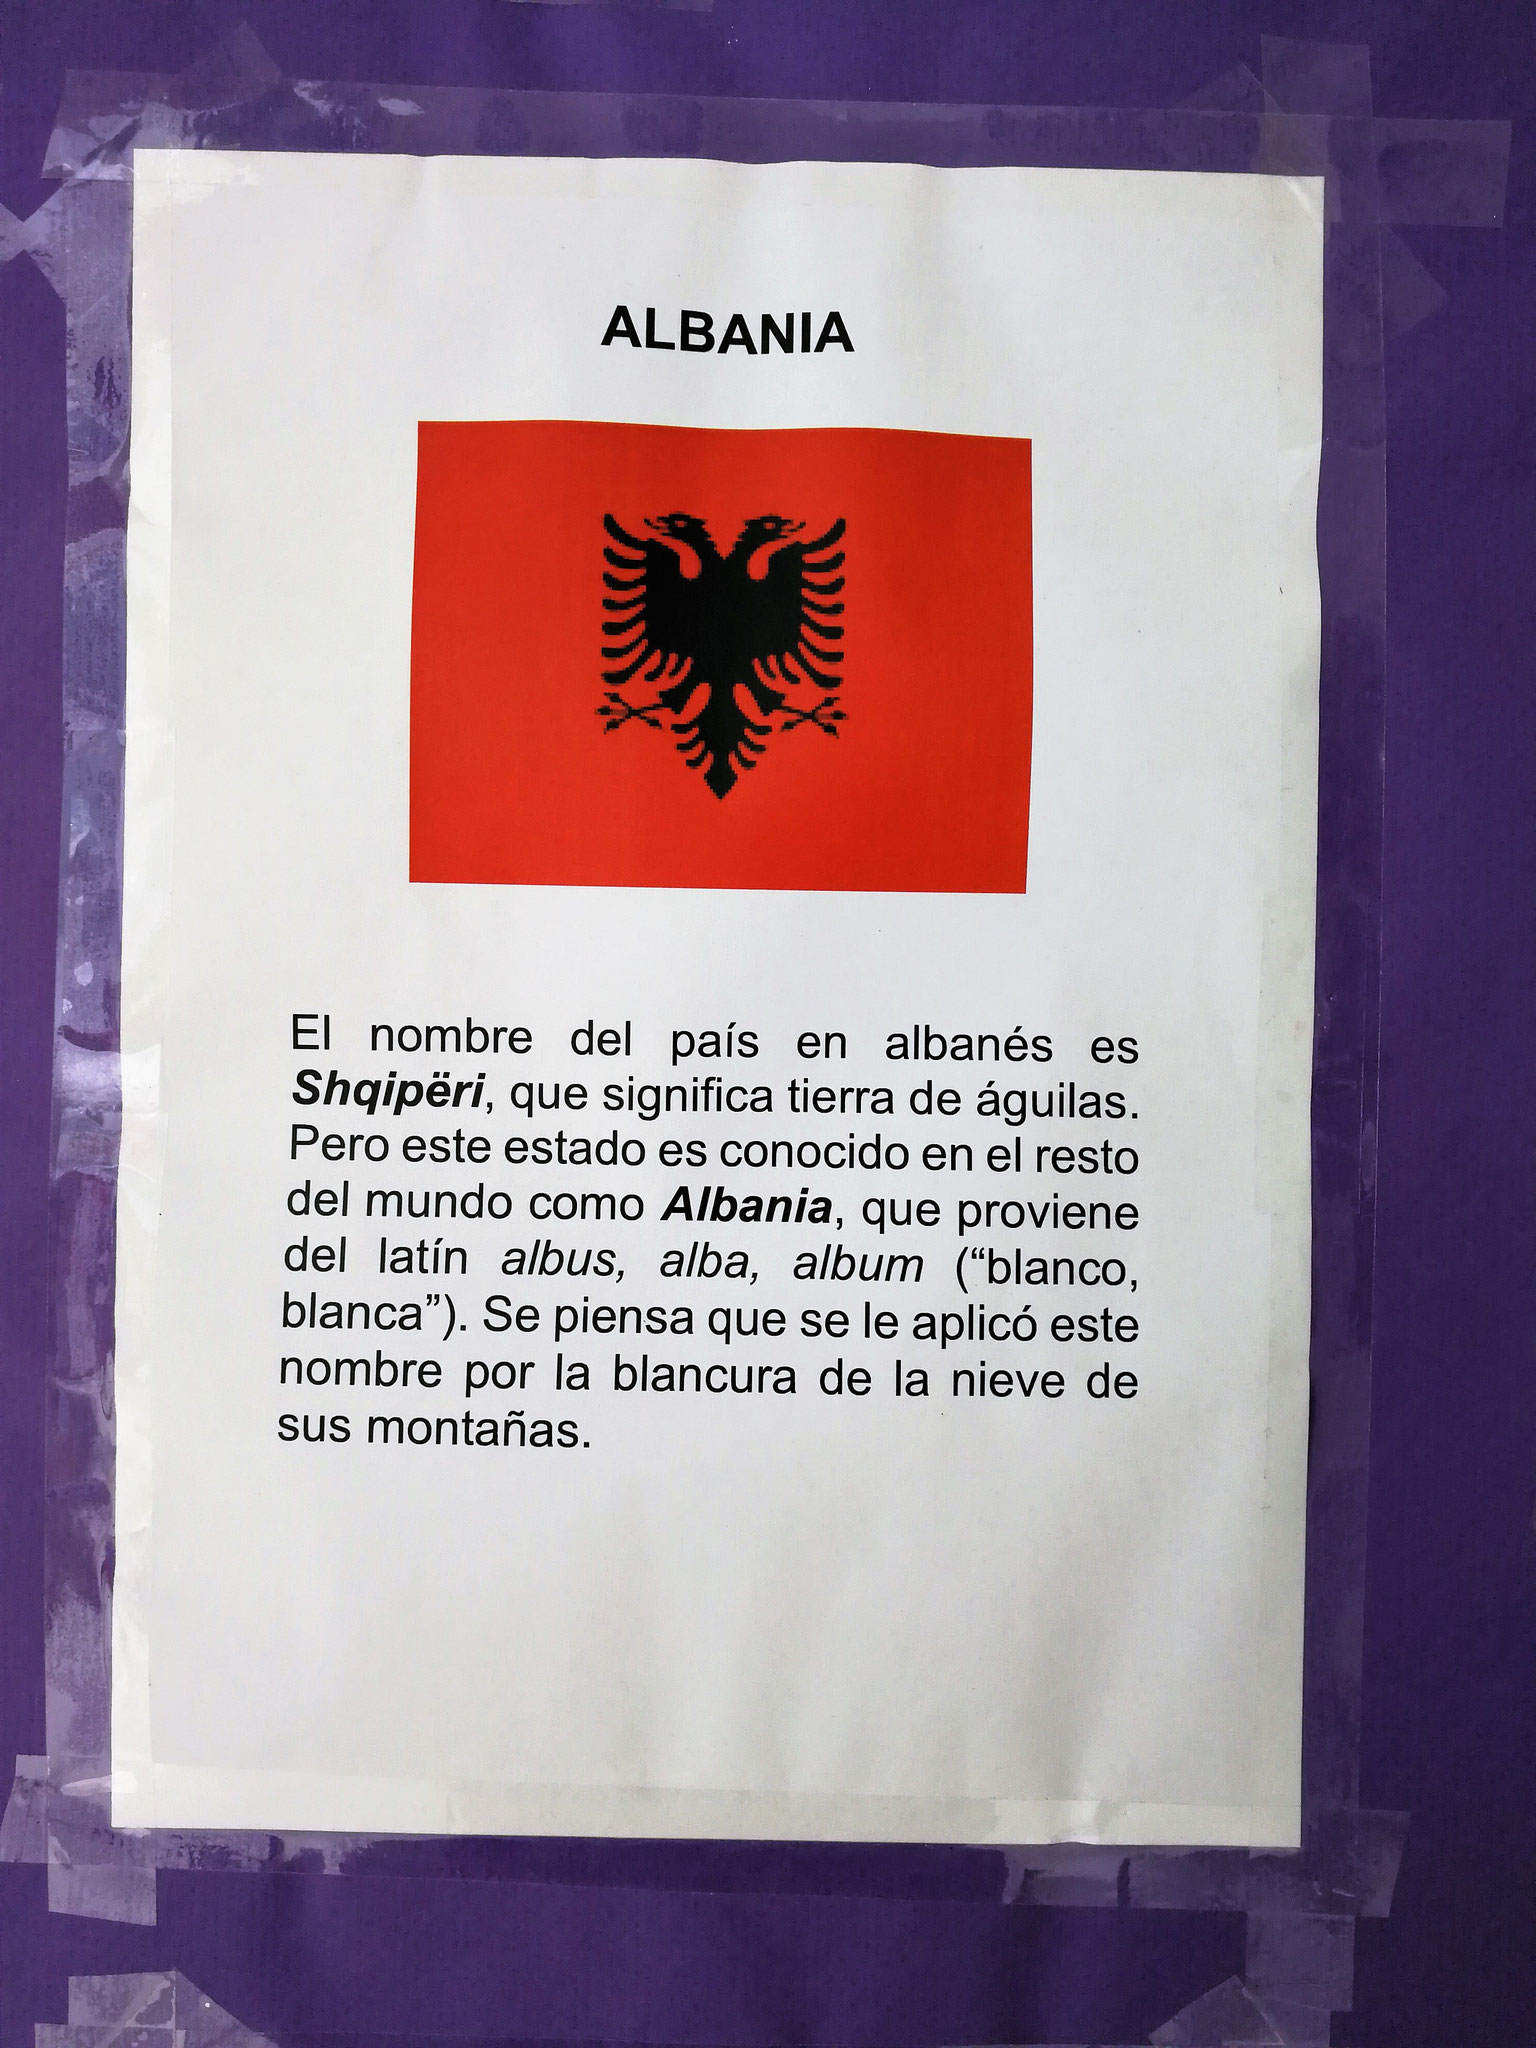 ALBANIA
El nombre del país en albanés es
Shqipëri, que significa tierra de águilas.
Pero este estado es conocido en el resto
del mundo como Albania, que proviene
del latín albus, alba, album (“blanco,
blanca”). Se piensa que se le aplicó este
nombre por la blancura de la nieve de
sus montañas.